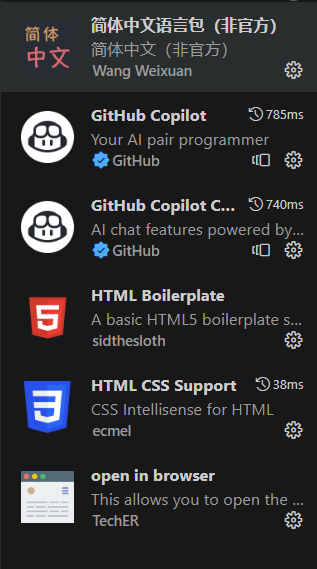 简体
中文
简体中文语言包（非官方）
简体中文（非官方）
Wang Weixuan
GitHub Copilot 785ms
Your AI pair programmer
GitHub
GitHub Copilot C... 740ms
AI chat features powered by...
GitHub
5
HTML Boilerplate
A basic HTML5 boilerplate s...
sidthesloth
3
HTML CSS Support 38ms
CSS Intellisense for HTML
ecmel
open in browser
This allows you to open the ...
TechER